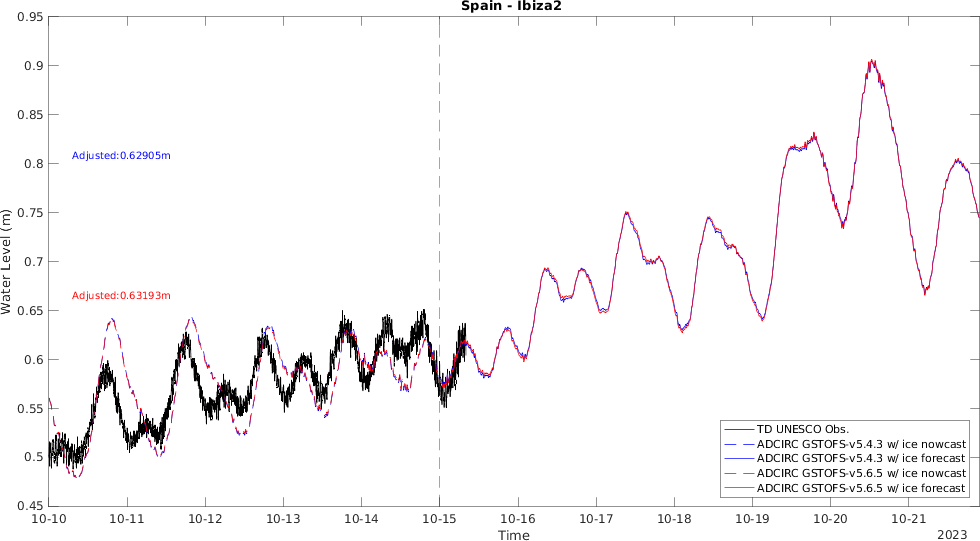 Spain - Ibiza2
0.95
0.9
0.85
0.8
0.75
0.7
0.65
0.6
0.55
0.5
0.45
Water Level (m)
Adjusted:0.62905m
Adjusted:0.63193m
TD UNESCO Obs.
ADCIRC GSTOFS-v5.4.3 w/ ice nowcast
ADCIRC GSTOFS-v5.4.3 w/ ice forecast
ADCIRC GSTOFS-v5.6.5 w/ ice nowcast
ADCIRC GSTOFS-v5.6.5 w/ ice forecast
10-10 10-11 10-12 10-13 10-14 10-15 10-16 10-17 10-18 10-19 10-20 10-21
Time
2023